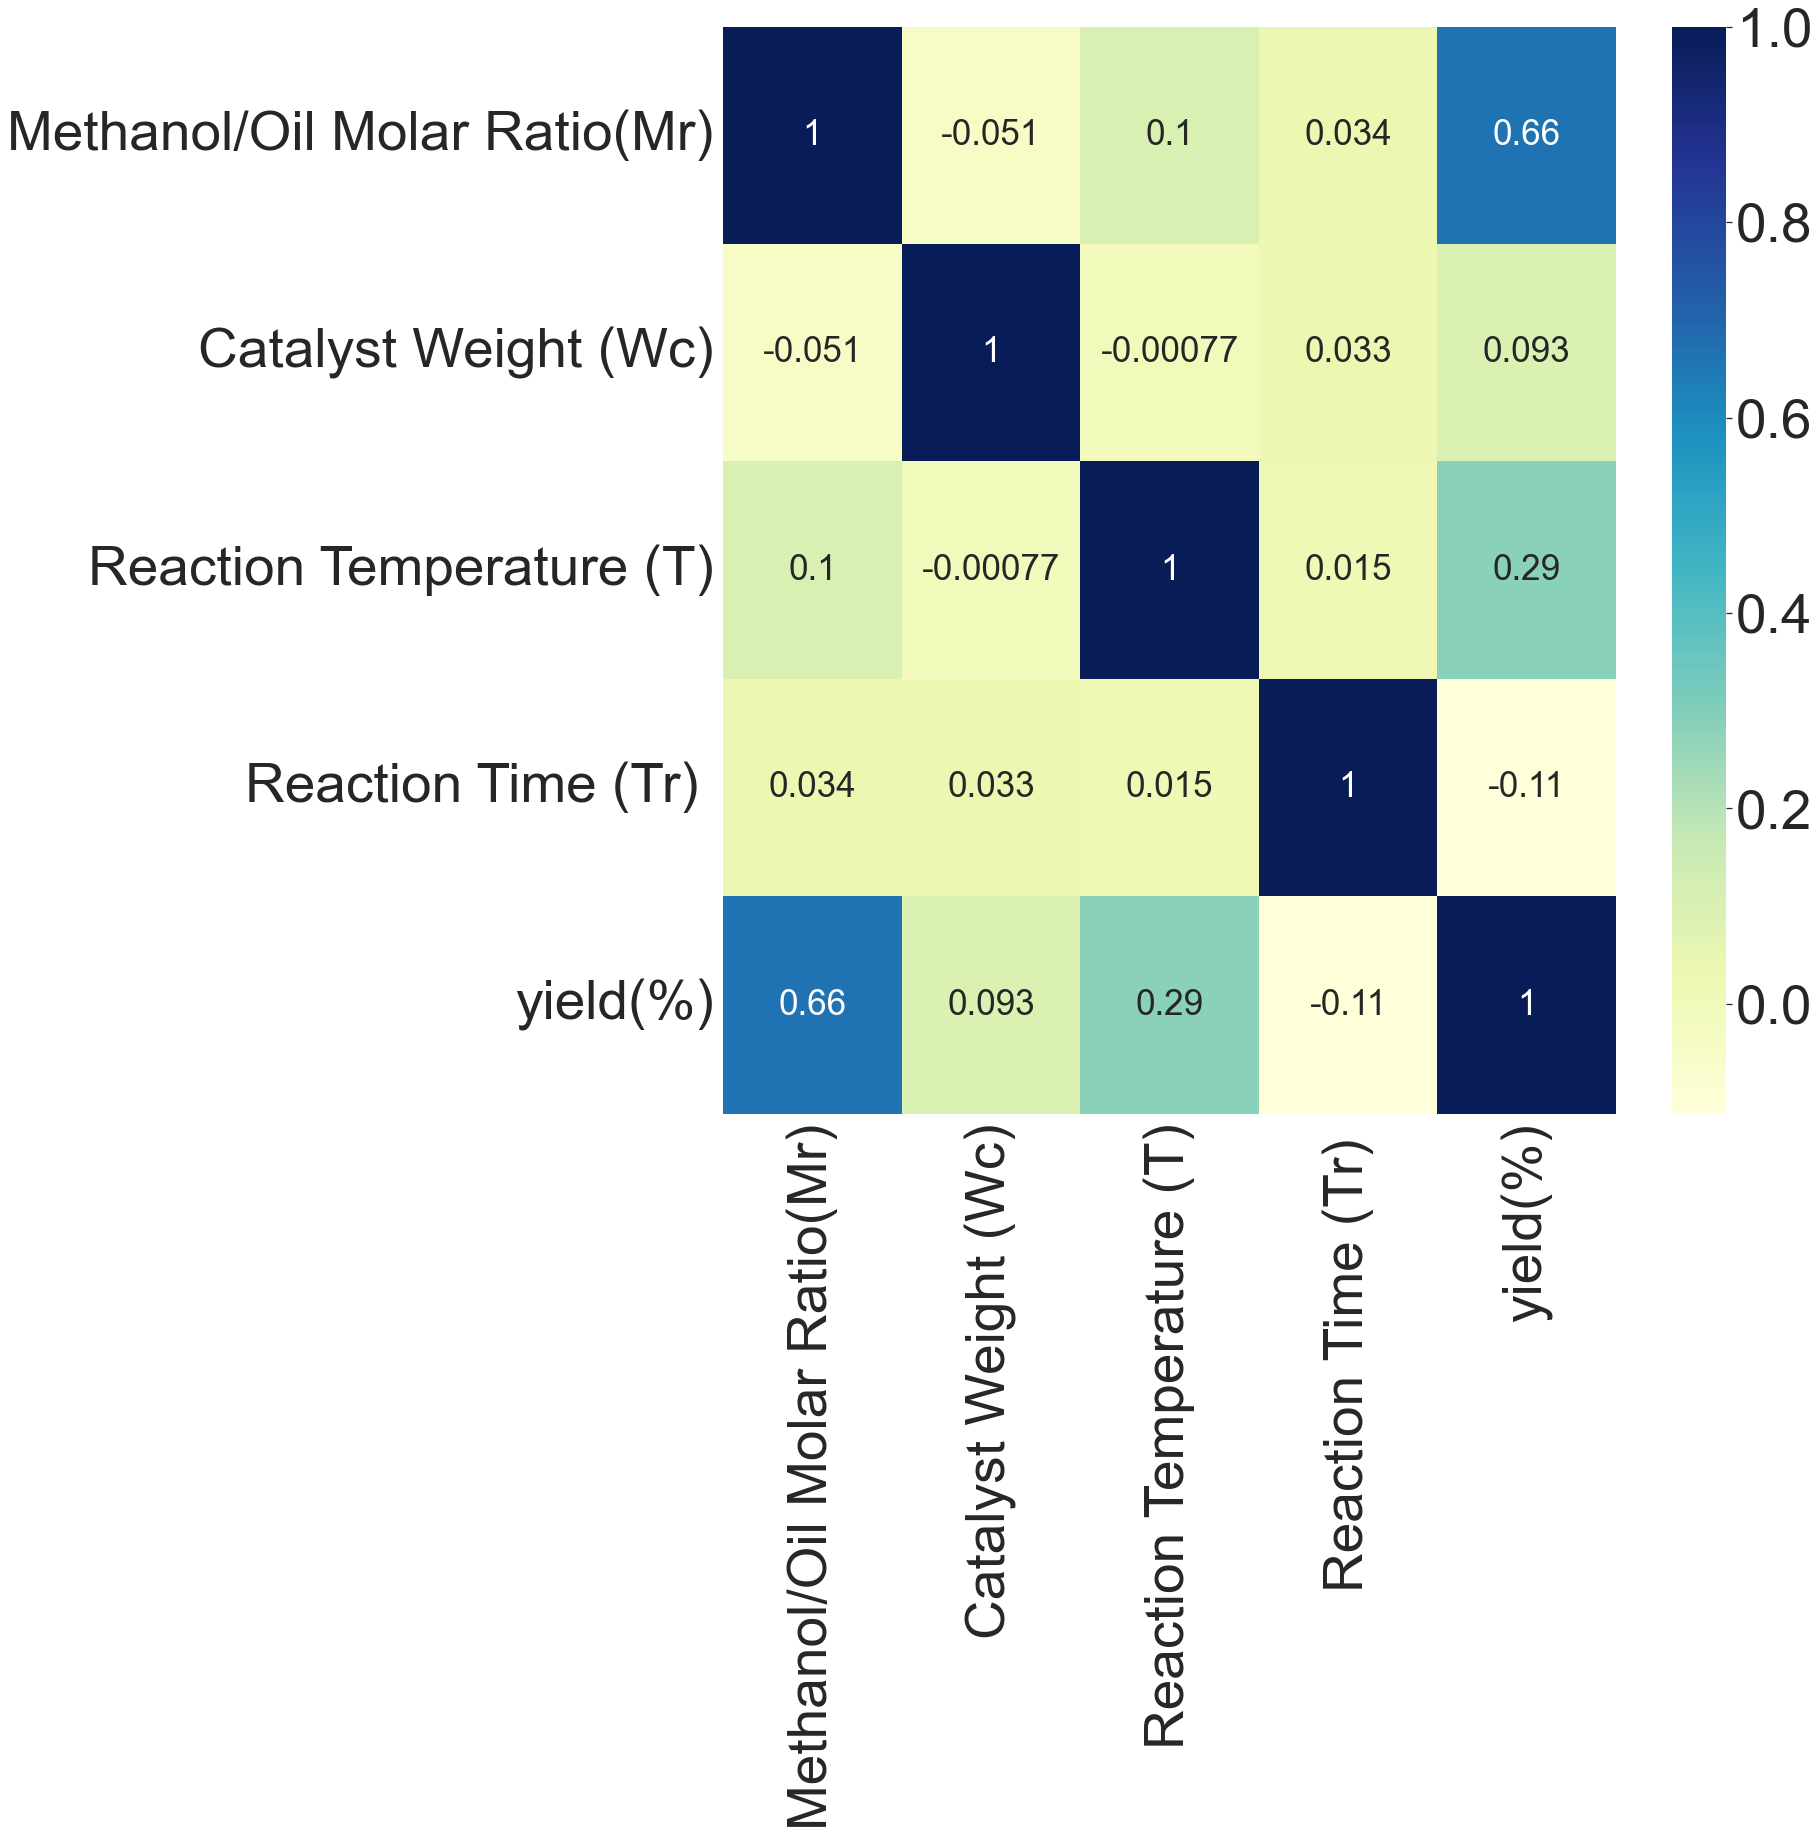 Methanol/Oil Molar Ratio(Mr) 1 -0.051 0.1 0.034 0.66
Catalyst Weight (Wc) -0.051 1 -0.00077 0.033 0.093
Reaction Temperature (T) 0.1 -0.00077 1 0.015 0.29
Reaction Time (Tr) 0.034 0.033 0.015 1 -0.11
yield(%) 0.66 0.093 0.29 -0.11 1
Methanol/Oil Molar Ratio(Mr)
Catalyst Weight (Wc)
Reaction Temperature (T)
Reaction Time (Tr)
yield(%)
1.0
0.8
0.6
0.4
0.2
0.0